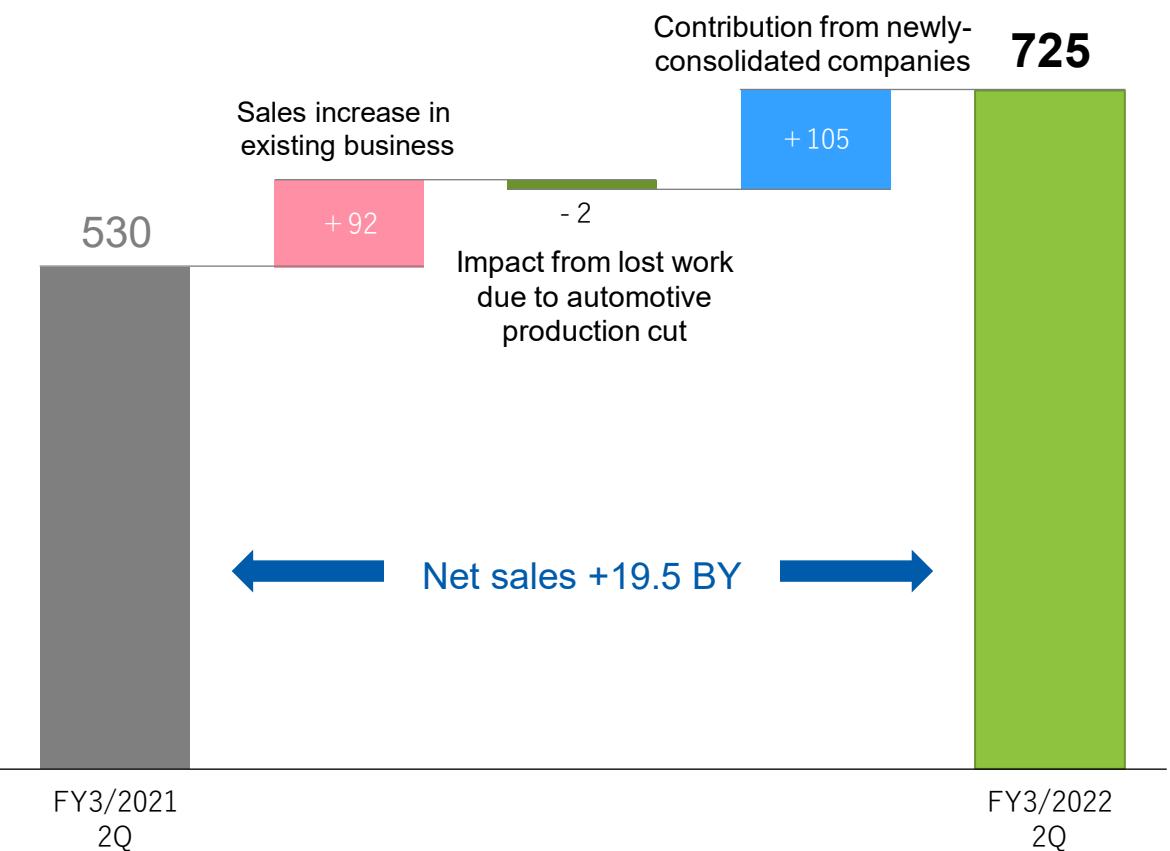 Contribution from newly-
consolidated companies
725
Sales increase in
existing business
+ 105
530
+ 92
- 2
Impact from lost work
due to automotive
production cut
Net sales +19.5 BY
FY3/2021
2Q
FY3/2022
2Q